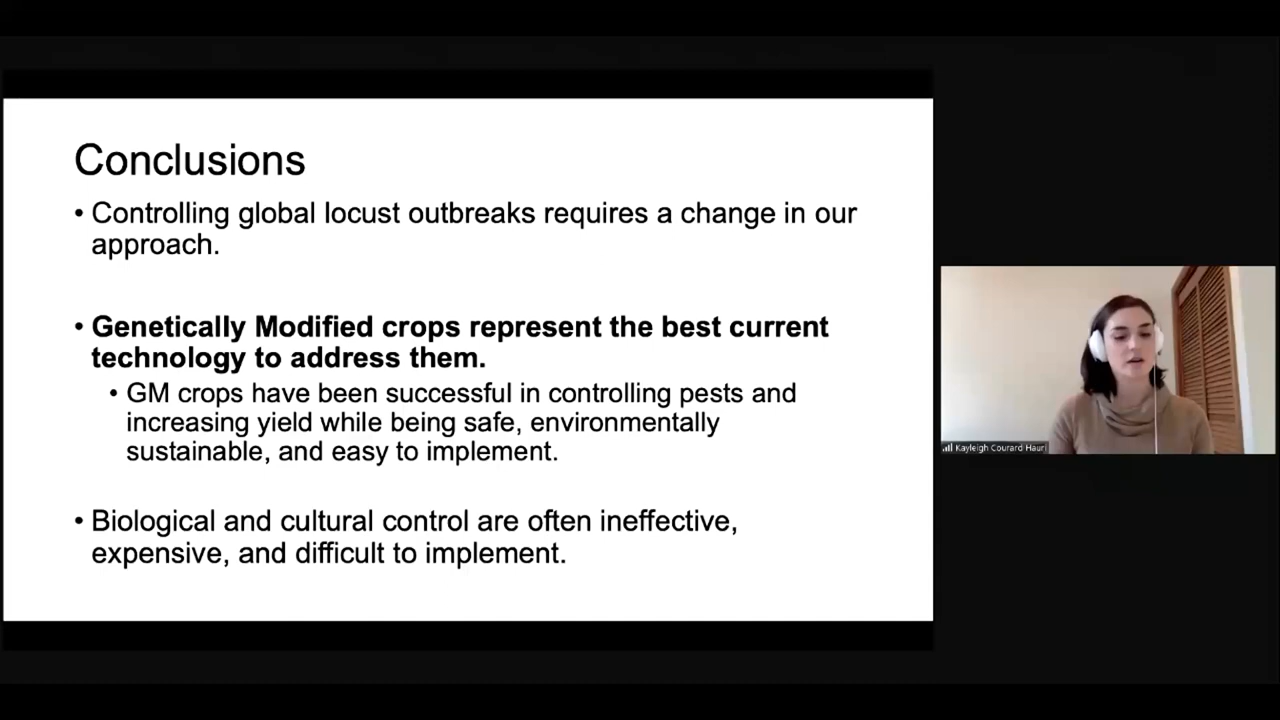 Conclusions
• Controlling global locust outbreaks requires a change in our
approach.
• Genetically Modified crops represent the best current
technology to address them.
• GM crops have been successful in controlling pests and
increasing yield while being safe, environmentally
sustainable, and easy to implement.
• Biological and cultural control are often ineffective,
expensive, and difficult to implement.
Kayleigh Courard Hauri